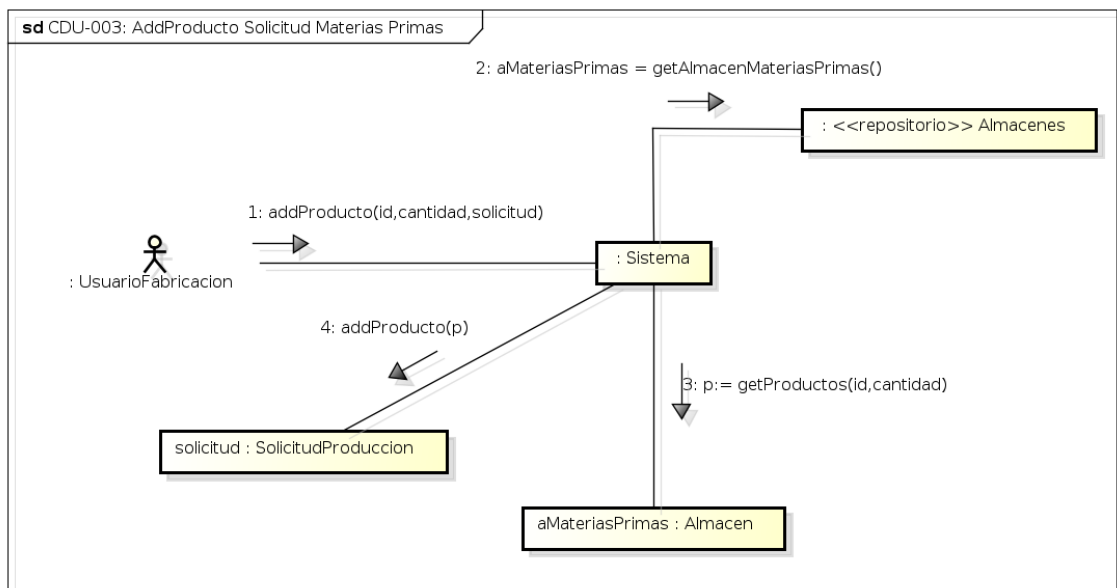 sd CDU-003: AddProducto Solicitud Materias Primas
2: aMateriasPrimas = getAlmacenMateriasPrimas()
: <<repositorio>> Almacenes
1: addProducto(id,cantidad,solicitud)
: Sistema
: UsuarioFabricacion
4: addProducto(p)
3: p:= getProductos(id,cantidad)
solicitud : SolicitudProduccion
aMateriasPrimas : Almacen